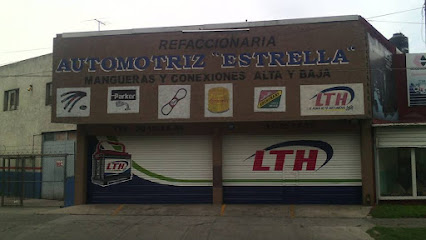 REFACCIONARIA
AUTOMOTRIZ "ESTRELLA"
MANGUERAS Y CONEXIONES ALTA Y BAJA
Parker
LTH
LTH
LTH